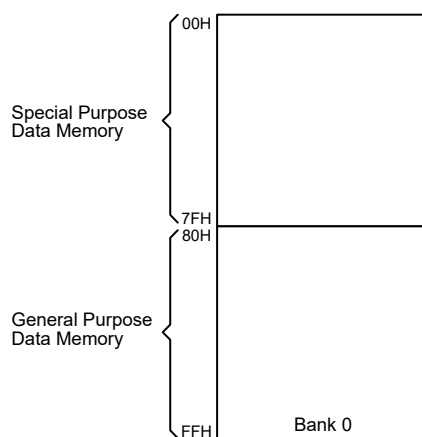 00H
Special Purpose
Data Memory
7FH
80H
General Purpose
Data Memory
FFH
Bank 0